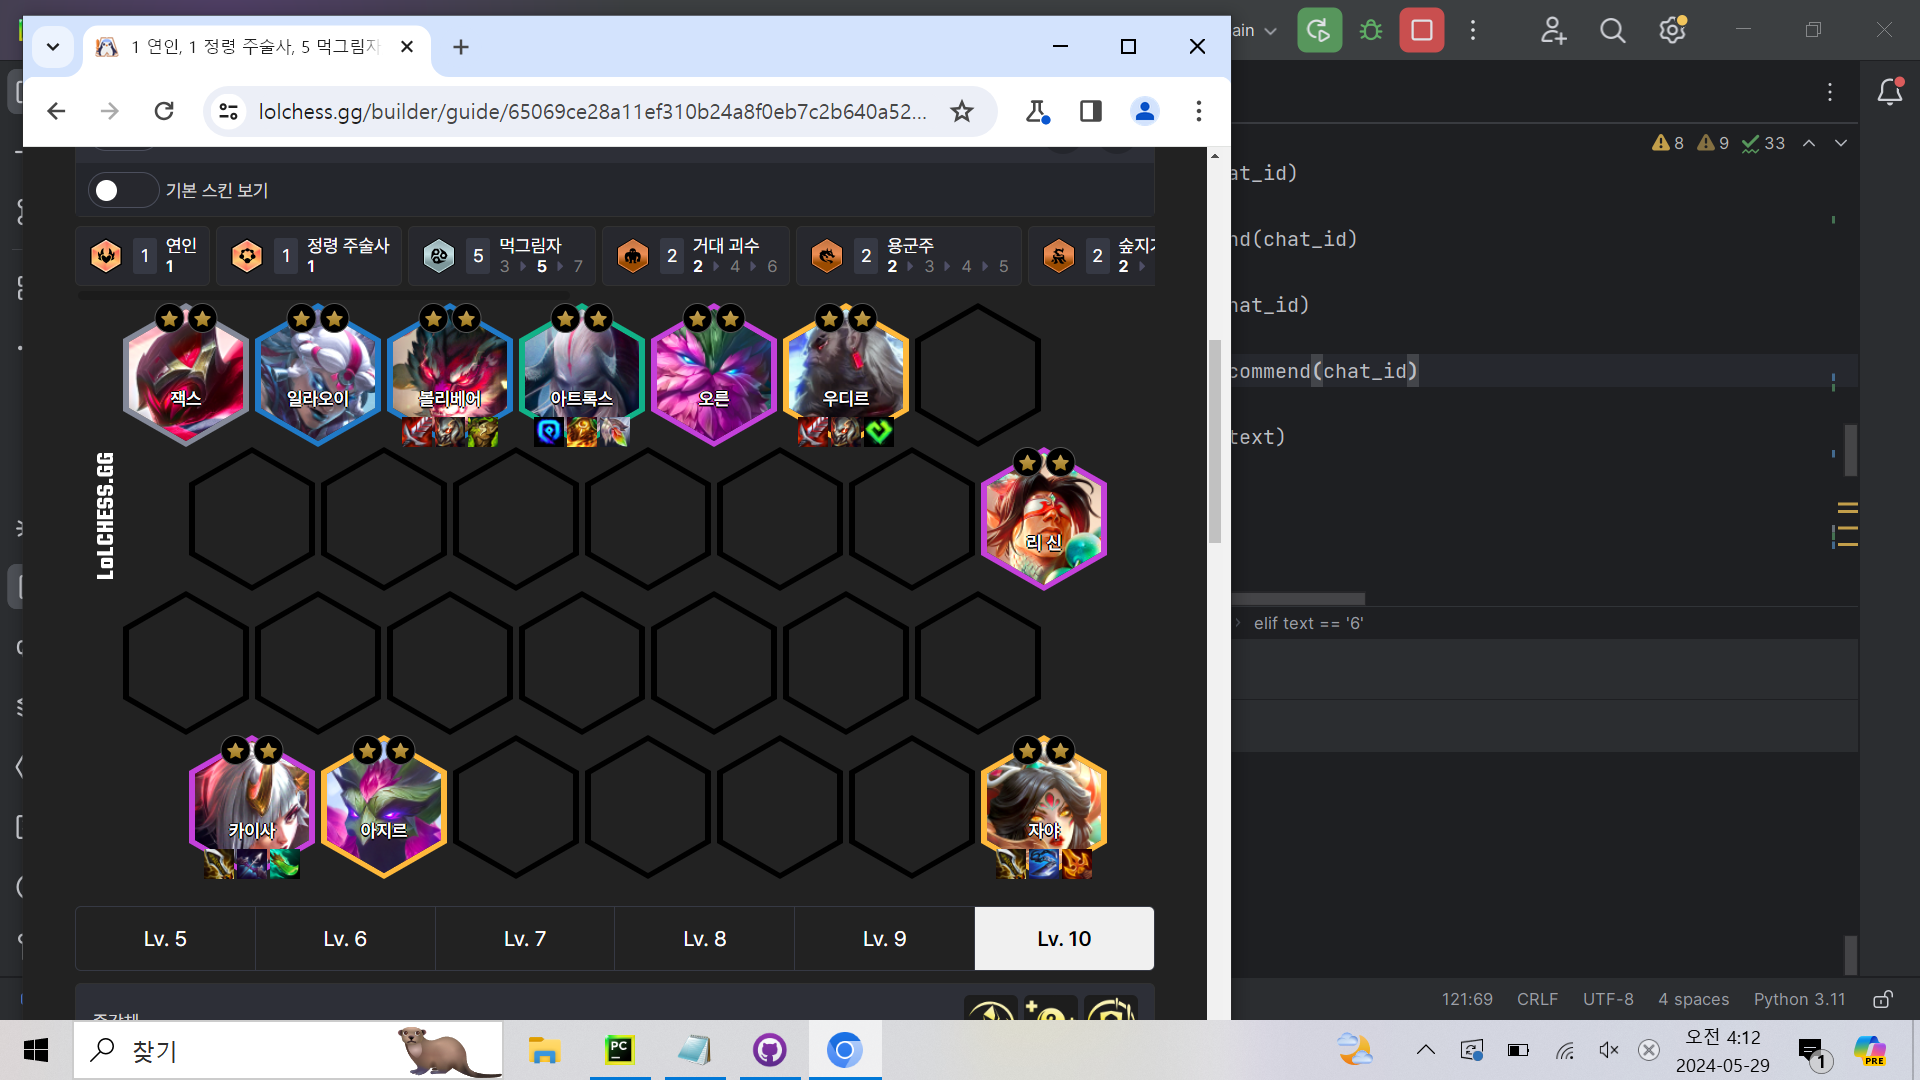 1 연인, 1 정령 주술사, 5 먹그림자
lolchess.gg/builder/guide/65069ce28a11ef310b24a8f0eb7c2b640a52...
기본 스킨 보기
1 연인 1
1 정령 주술사 1
5 먹그림자 3 5 7
2 거대 괴수 2 4 6
2 용군주 2 3 4 5
2 숲지기 2
잭스
일라오이
볼리베어
아트록스
오른
우디르
LoLCHESS.GG
리 신
카이사
아지르
자야
Lv. 5
Lv. 6
Lv. 7
Lv. 8
Lv. 9
Lv. 10
증강체
ain
8 9 33
at_id)
nd(chat_id)
hat_id)
commend(chat_id)
text)
elif text == '6'
121:69 CRLF UTF-8 4 spaces Python 3.11
찾기
PC
오전 4:12
2024-05-29
1
PRE